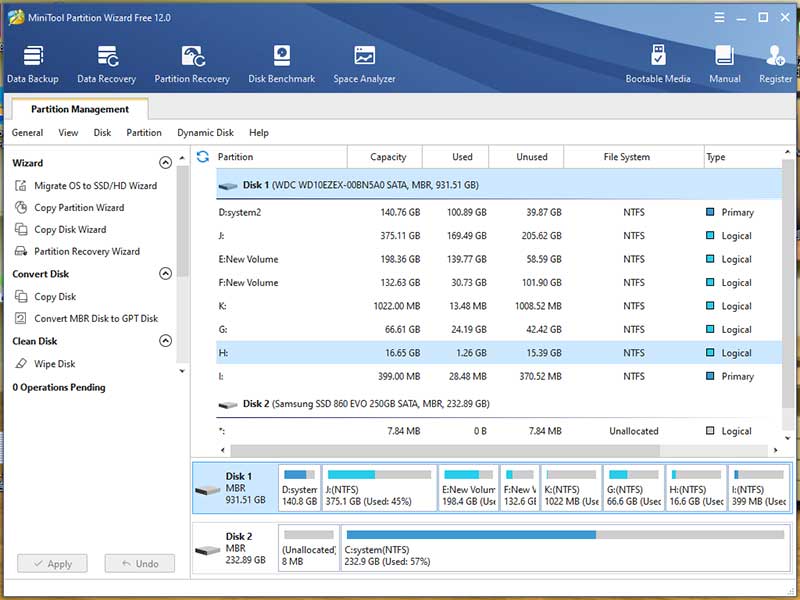 MiniTool Partition Wizard Free 12.0
Data Backup Data Recovery Partition Recovery Disk Benchmark Space Analyzer Bootable Media Manual Register
Partition Management
General View Disk Partition Dynamic Disk Help
Wizard
Migrate OS to SSD/HD Wizard
Copy Partition Wizard
Copy Disk Wizard
Partition Recovery Wizard
Convert Disk
Copy Disk
Convert MBR Disk to GPT Disk
Clean Disk
Wipe Disk
0 Operations Pending
Apply Undo
Partition Capacity Used Unused File System Type
Disk 1 (WDC WD10EZEX-00BN5A0 SATA, MBR, 931.51 GB)
D:system2 140.76 GB 100.89 GB 39.87 GB NTFS Primary
J: 375.11 GB 169.49 GB 205.62 GB NTFS Logical
E:New Volume 198.36 GB 139.77 GB 58.59 GB NTFS Logical
F:New Volume 132.63 GB 30.73 GB 101.90 GB NTFS Logical
K: 1022.00 MB 13.48 MB 1008.52 MB NTFS Logical
G: 66.61 GB 24.19 GB 42.42 GB NTFS Logical
H: 16.65 GB 1.26 GB 15.39 GB NTFS Logical
I: 399.00 MB 28.48 MB 370.52 MB NTFS Primary
Disk 2 (Samsung SSD 860 EVO 250GB SATA, MBR, 232.89 GB)
*: 7.84 MB 0 B 7.84 MB Unallocated Logical
Disk 1
MBR
931.51 GB
D:system J:(NTFS) E:New Volum F:New V K:(NTFS) G:(NTFS) H:(NTFS) I:(NTFS)
140.8 GB 375.1 GB (Used: 45%) 198.4 GB (Use 132.6 GI 1022 MB (Use 66.6 GB (Used 16.6 GB (Used 399 MB (Used
Disk 2
MBR
232.89 GB
(Unallocated) C:system(NTFS)
8 MB 232.9 GB (Used: 57%)